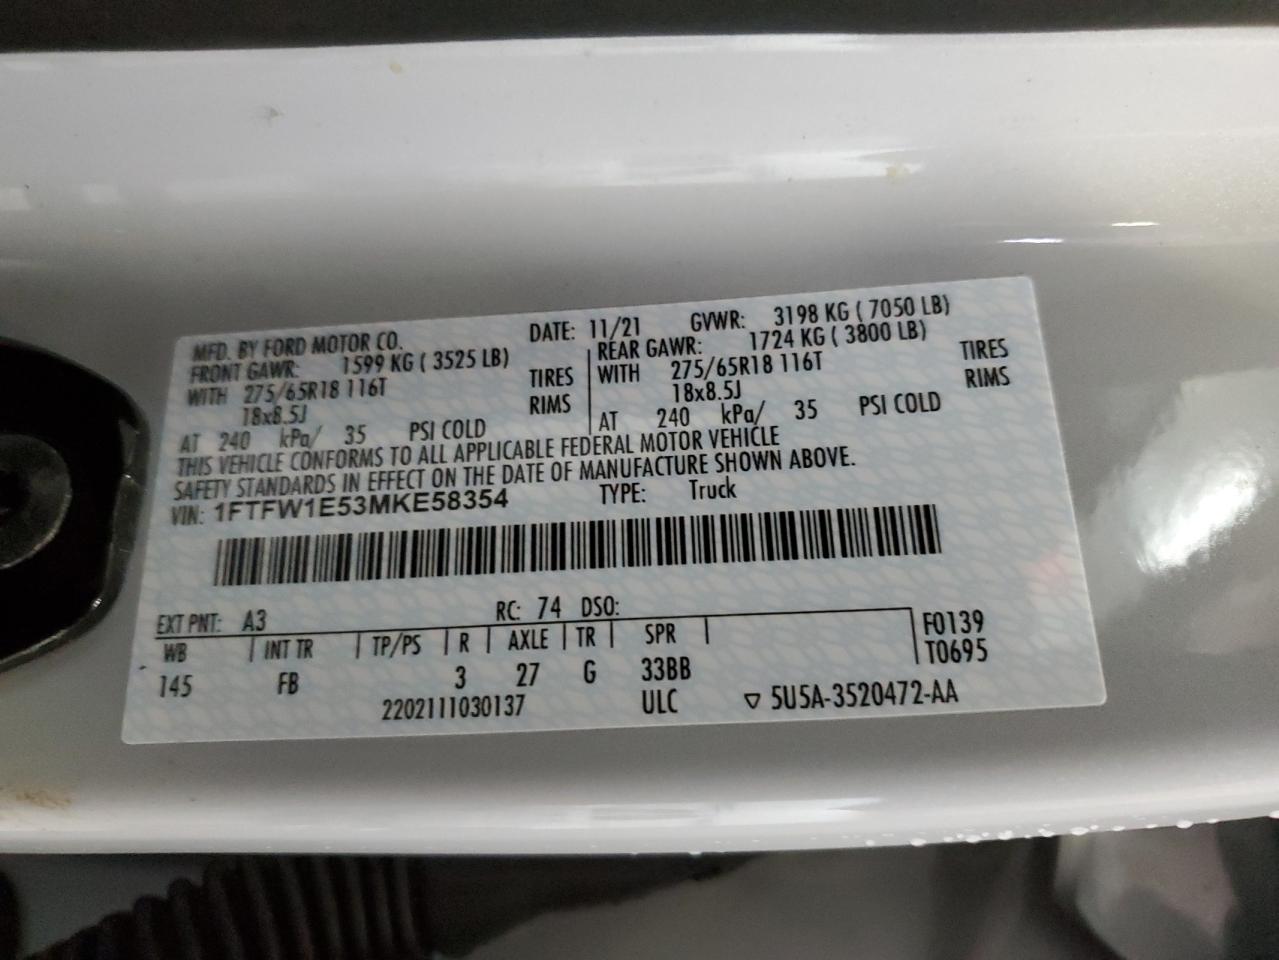 MFD. BY FORD MOTOR CO. DATE: 11/21 GVWR: 3198 KG ( 7050 LB)
FRONT GAWR: 1599 KG ( 3525 LB) REAR GAWR: 1724 KG ( 3800 LB)
WITH 275/65R18 116T TIRES WITH 275/65R18 116T TIRES
18x8.5J RIMS 18x8.5J RIMS
AT 240 kPa/ 35 PSI COLD AT 240 kPa/ 35 PSI COLD
THIS VEHICLE CONFORMS TO ALL APPLICABLE FEDERAL MOTOR VEHICLE
SAFETY STANDARDS IN EFFECT ON THE DATE OF MANUFACTURE SHOWN ABOVE.
VIN: 1FTFW1E53MKE58354 TYPE: Truck
EXT PNT: A3 RC: 74 DSO:
WB INT TR TP/PS R AXLE TR SPR F0139
145 FB 3 27 G 33BB T0695
2202111030137 ULC ▽ 5U5A-3520472-AA